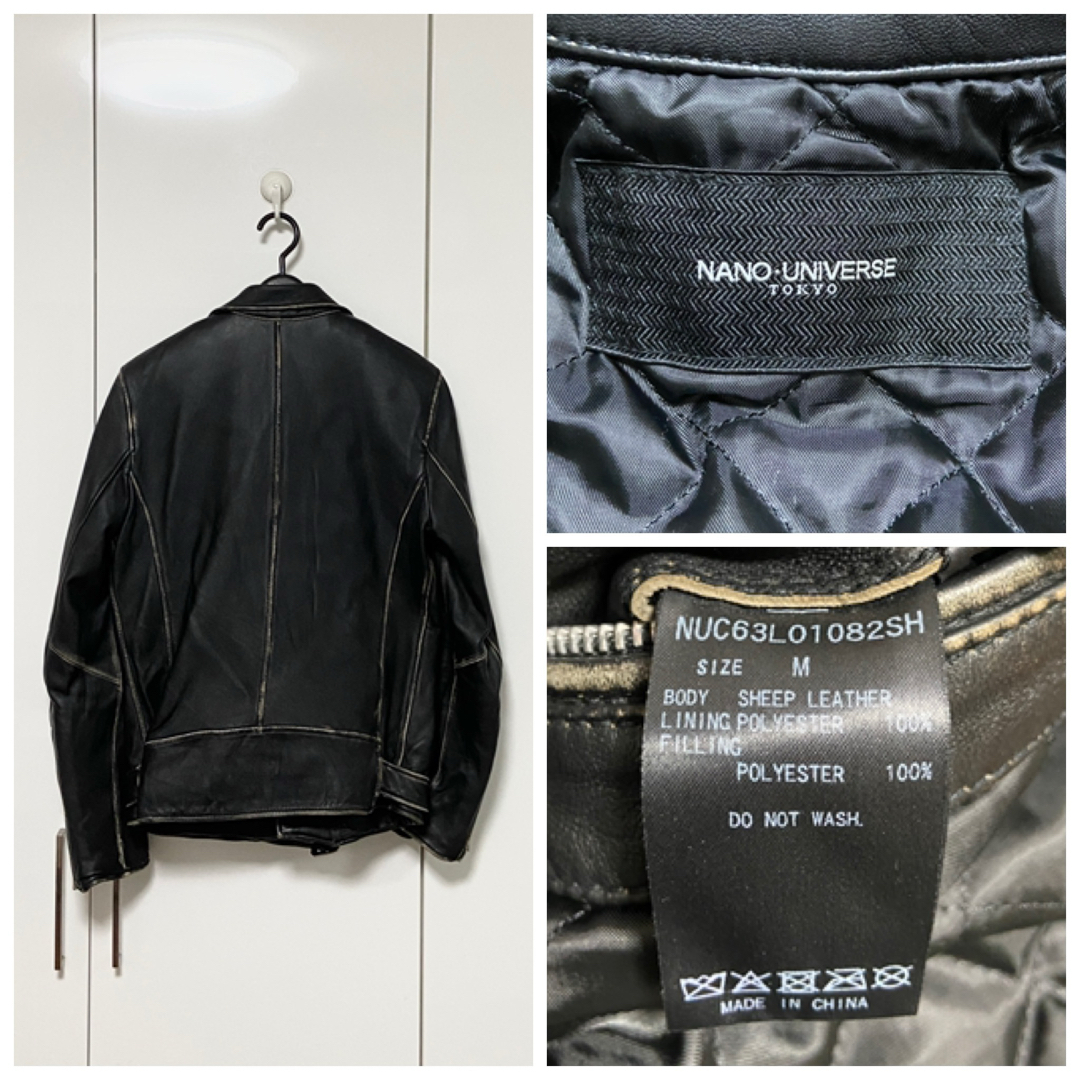 NANO·UNIVERSE
TOKYO
NUC63L01082SH
SIZE M
BODY SHEEP LEATHER
LINING POLYESTER 100%
FILLING
POLYESTER 100%
DO NOT WASH.
MADE IN CHINA